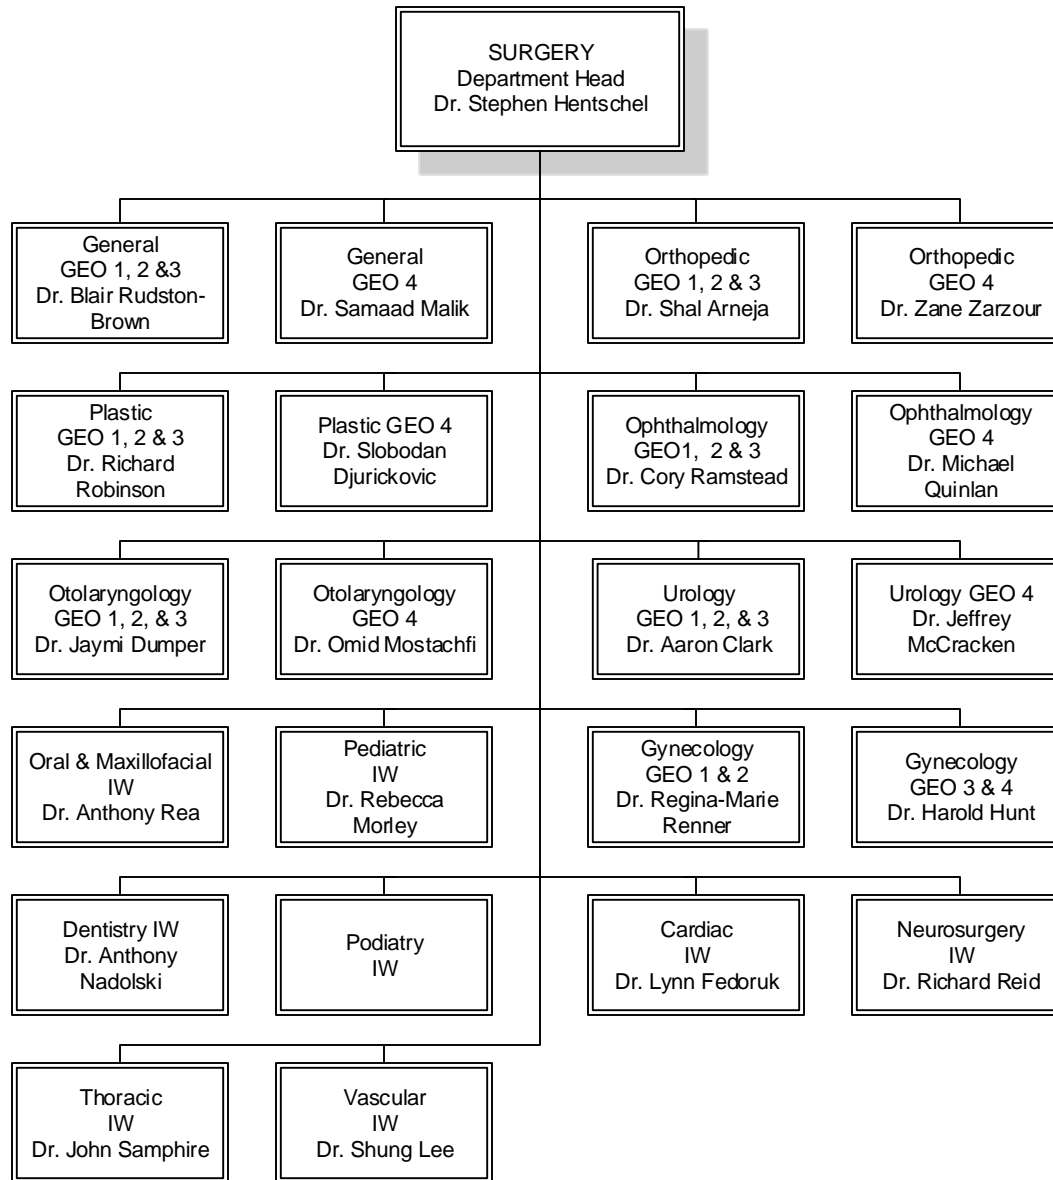 SURGERY
Department Head
Dr. Stephen Hentschel
General
GEO 1, 2 &3
Dr. Blair Rudston-
Brown
General
GEO 4
Dr. Samaad Malik
Orthopedic
GEO 1, 2 & 3
Dr. Shal Arneja
Orthopedic
GEO 4
Dr. Zane Zarzour
Plastic
GEO 1, 2 & 3
Dr. Richard
Robinson
Plastic GEO 4
Dr. Slobodan
Djurickovic
Ophthalmology
GEO1, 2 & 3
Dr. Cory Ramstead
Ophthalmology
GEO 4
Dr. Michael
Quinlan
Otolaryngology
GEO 1, 2, & 3
Dr. Jaymi Dumper
Otolaryngology
GEO 4
Dr. Omid Mostachfi
Urology
GEO 1, 2, & 3
Dr. Aaron Clark
Urology GEO 4
Dr. Jeffrey
McCracken
Oral & Maxillofacial
IW
Dr. Anthony Rea
Pediatric
IW
Dr. Rebecca
Morley
Gynecology
GEO 1 & 2
Dr. Regina-Marie
Renner
Gynecology
GEO 3 & 4
Dr. Harold Hunt
Dentistry IW
Dr. Anthony
Nadolski
Podiatry
IW
Cardiac
IW
Dr. Lynn Fedoruk
Neurosurgery
IW
Dr. Richard Reid
Thoracic
IW
Dr. John Samphire
Vascular
IW
Dr. Shung Lee